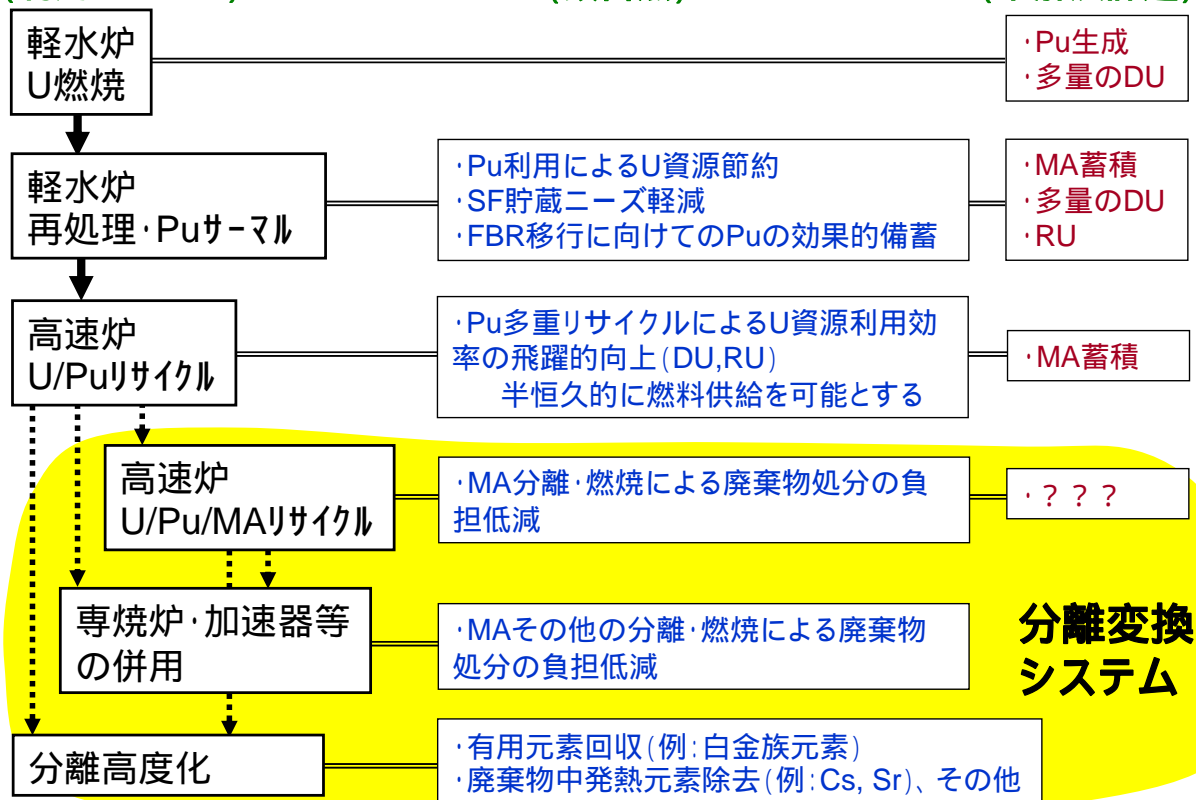 軽水炉
U燃焼
･Pu生成
･多量のDU
軽水炉
再処理･Puサーマル
･Pu利用によるU資源節約
･SF貯蔵ニーズ軽減
･FBR移行に向けてのPuの効果的備蓄
･MA蓄積
･多量のDU
･RU
高速炉
U/Puリサイクル
･Pu多重リサイクルによるU資源利用効
率の飛躍的向上(DU,RU)
半恒久的に燃料供給を可能とする
･MA蓄積
高速炉
U/Pu/MAリサイクル
･MA分離･燃焼による廃棄物処分の負
担低減
･？？？
専焼炉･加速器等
の併用
･MAその他の分離･燃焼による廃棄物
処分の負担低減
分離変換
システム
分離高度化
･有用元素回収(例:白金族元素)
･廃棄物中発熱元素除去(例:Cs, Sr)、その他